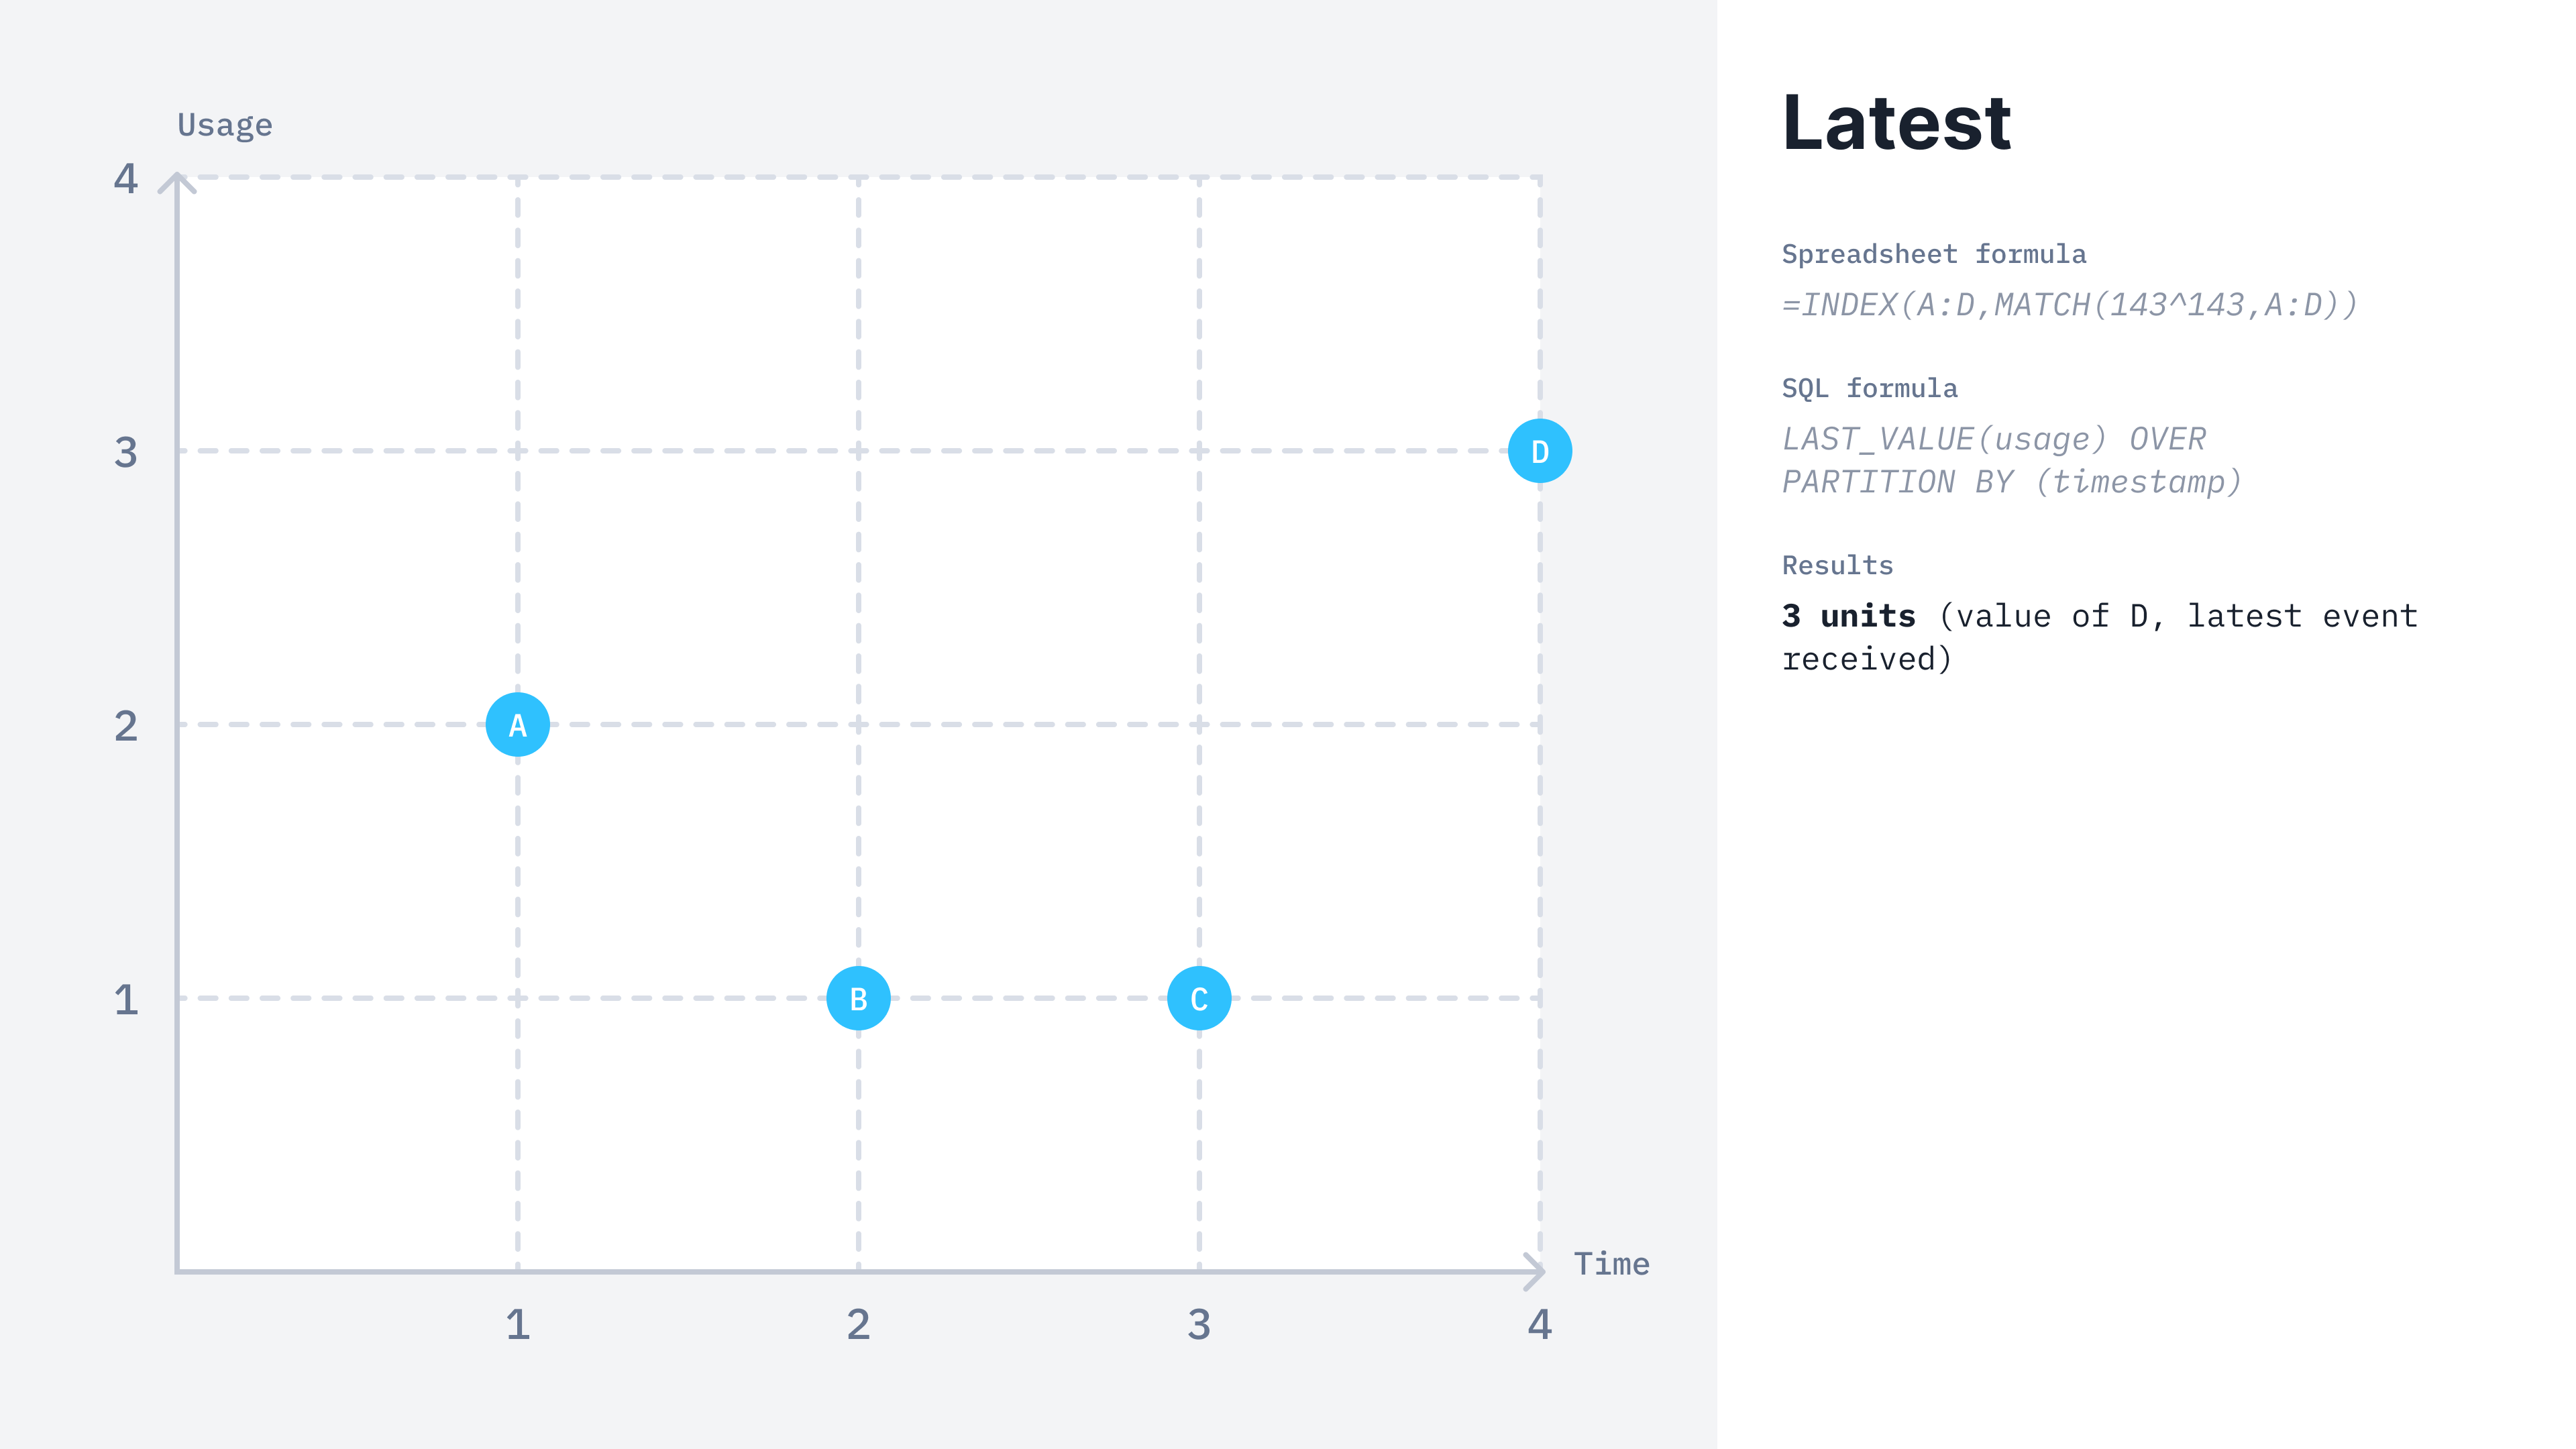 Usage
4
3
2
1
D
A
B
C
Time
1
2
3
4
Latest
Spreadsheet formula
=INDEX(A:D,MATCH(143^143,A:D))
SQL formula
LAST_VALUE(usage) OVER
PARTITION BY (timestamp)
Results
3 units (value of D, latest event
received)